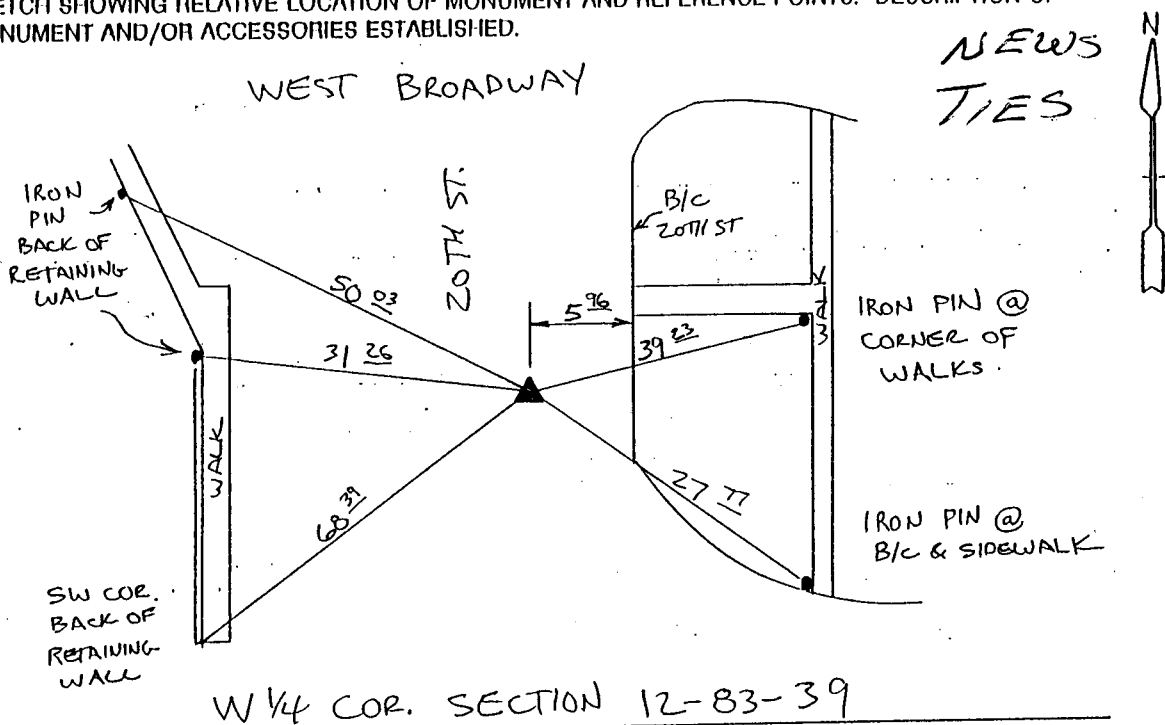 ETCH SHOWING RELATIVE LOCATION OF MONUMENT AND REFERENCE POINTS. DESCRIPTION OF
NUMENT AND/OR ACCESSORIES ESTABLISHED.
NEWS
TIES
N
WEST BROADWAY
20TH ST.
IRON
PIN
BACK OF
RETAINING
WALL
B/C
20TH ST
50 03
5 96
31 26
39 23
IRON PIN @
CORNER OF
WALKS.
WALK
68 39
27 77
IRON PIN @
B/C & SIDEWALK
SW COR.
BACK OF
RETAINING
WALL
W 1/4 COR. SECTION 12-83-39